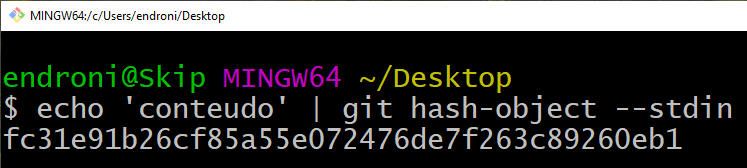 MINGW64:/c/Users/endroni/Desktop
endroni@Skip MINGW64 ~/Desktop
$ echo 'conteudo' | git hash-object --stdin
fc31e91b26cf85a55e072476de7f263c89260eb1